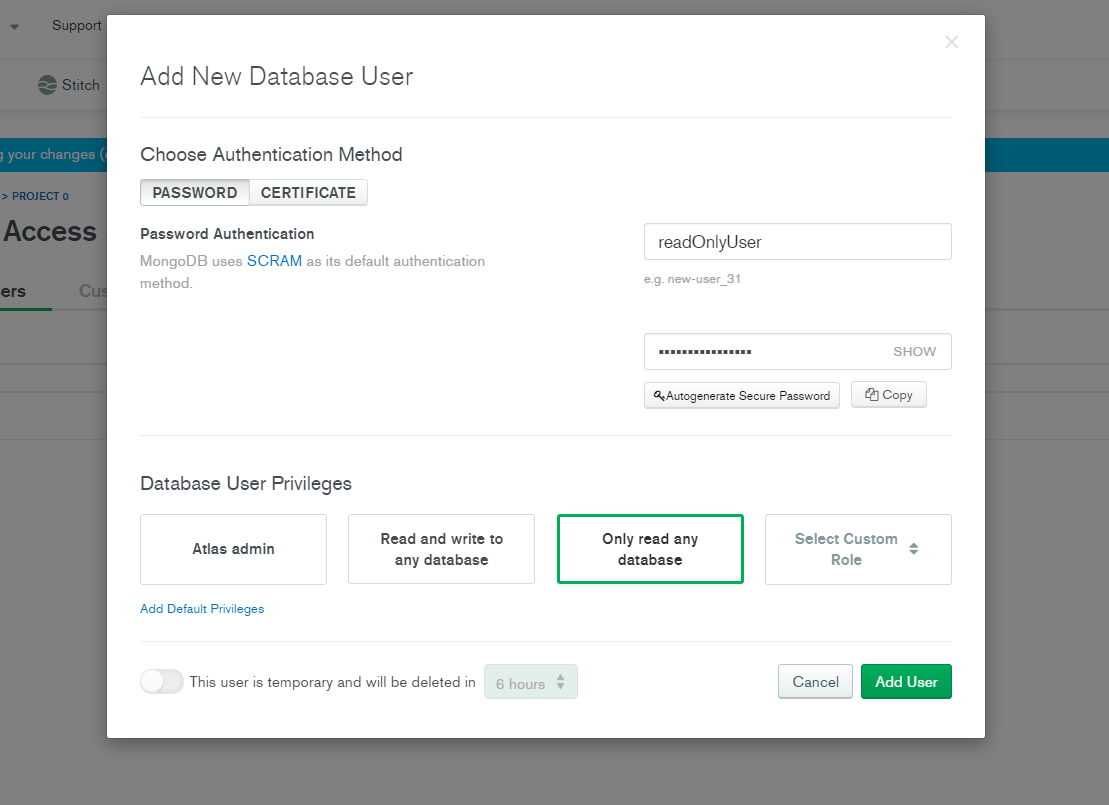 Support
Stitch
g your changes (
> PROJECT 0
Access
ers
Cus
Add New Database User
Choose Authentication Method
PASSWORD CERTIFICATE
Password Authentication
MongoDB uses SCRAM as its default authentication
method.
readOnlyUser
e.g. new-user_31
•••••••••••••••• SHOW
Autogenerate Secure Password Copy
Database User Privileges
Atlas admin
Read and write to
any database
Only read any
database
Select Custom
Role
Add Default Privileges
This user is temporary and will be deleted in 6 hours
Cancel Add User